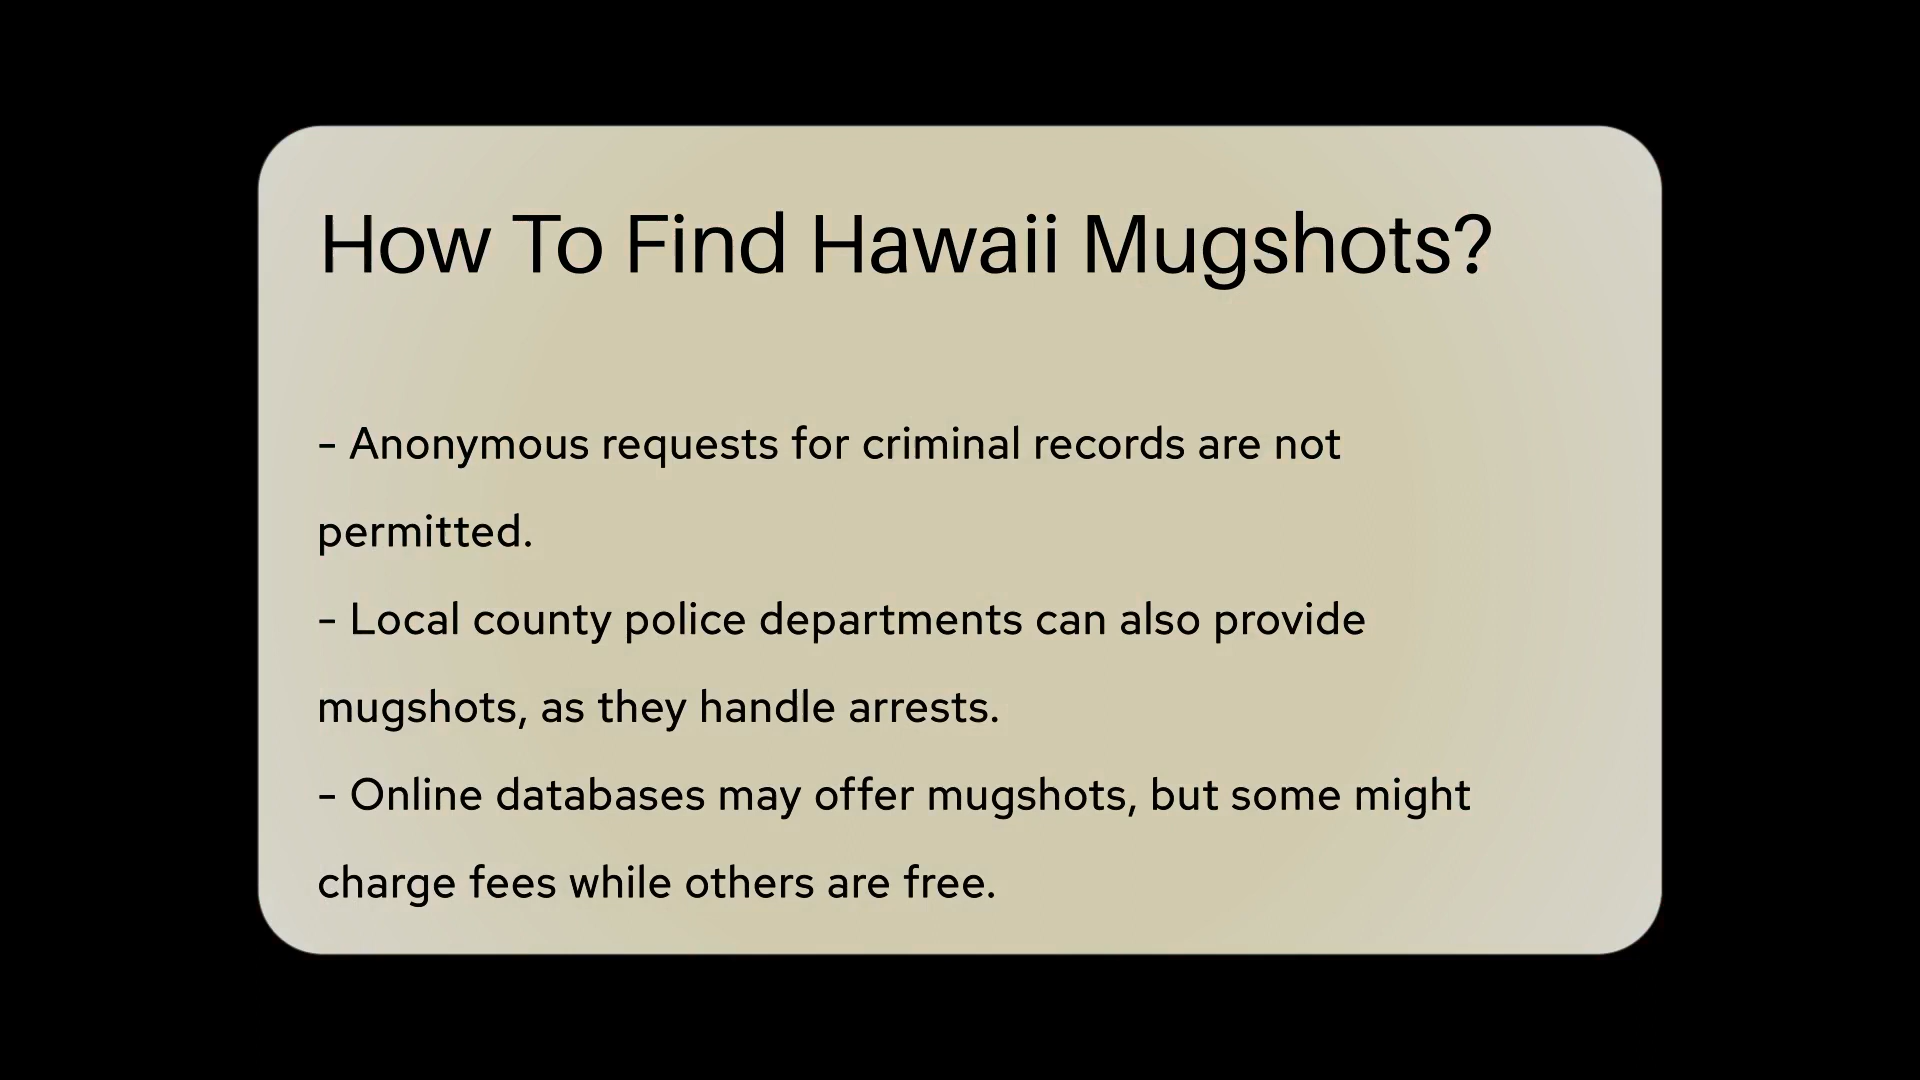 How To Find Hawaii Mugshots?
- Anonymous requests for criminal records are not
permitted.
- Local county police departments can also provide
mugshots, as they handle arrests.
- Online databases may offer mugshots, but some might
charge fees while others are free.